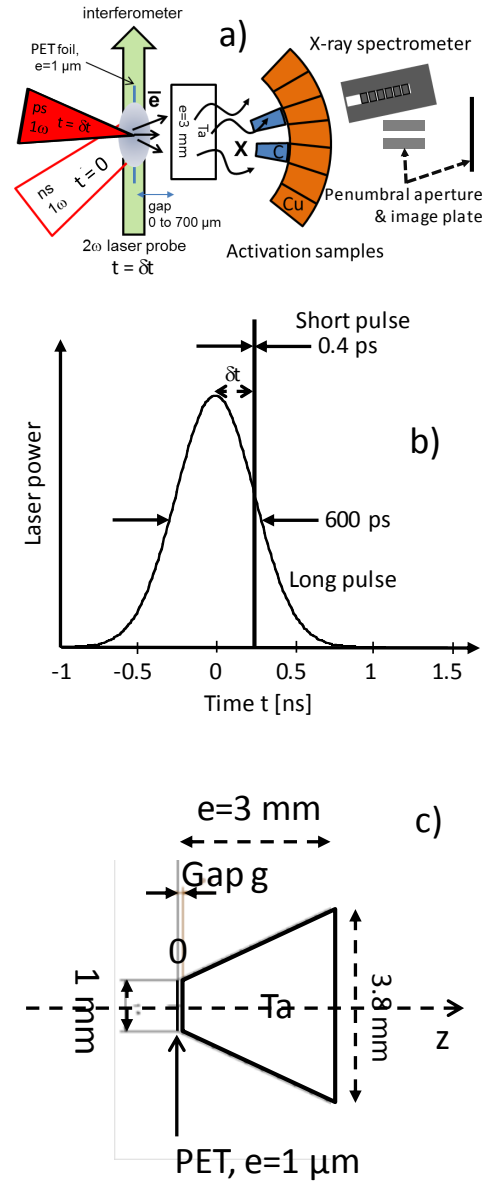 interferometer
a)
PET foil,
e=1 µm
X-ray spectrometer
e̅
ps
1ω t = δt
ns
1ω t = 0
Ta
e=3 mm
X
C
Cu
gap
0 to 700 µm
2ω laser probe
t = δt
Penumbral aperture
& image plate
Activation samples
Short pulse
0.4 ps
δt
b)
Laser power
600 ps
Long pulse
-1 -0.5 0 0.5 1 1.5
Time t [ns]
e=3 mm
c)
Gap g
0
1 mm
Ta
3.8 mm
z
PET, e=1 µm